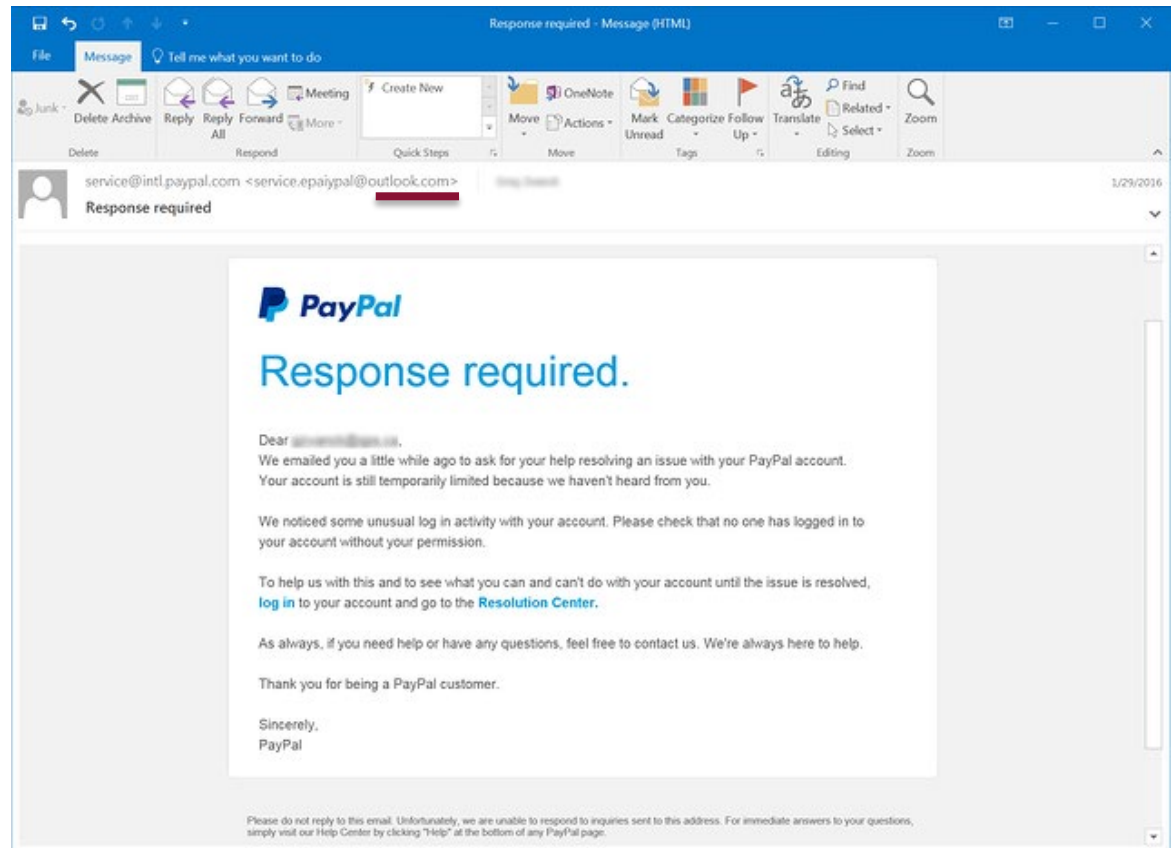 Response required - Message (HTML)
File Message Tell me what you want to do
Junk
Delete Archive
Reply Reply All Forward
Meeting
More
Create New
Move
OneNote
Actions
Mark Unread Categorize Follow Up
Translate
Find
Related
Select
Zoom
Delete Respond Quick Steps Move Tags Editing Zoom
service@intl.paypal.com <service.epaiypal@outlook.com>
1/29/2016
Response required
PayPal
Response required.
Dear ,
We emailed you a little while ago to ask for your help resolving an issue with your PayPal account.
Your account is still temporarily limited because we haven't heard from you.
We noticed some unusual log in activity with your account. Please check that no one has logged in to
your account without your permission.
To help us with this and to see what you can and can't do with your account until the issue is resolved,
log in to your account and go to the Resolution Center.
As always, if you need help or have any questions, feel free to contact us. We're always here to help.
Thank you for being a PayPal customer.
Sincerely,
PayPal
Please do not reply to this email. Unfortunately, we are unable to respond to inquiries sent to this address. For immediate answers to your questions,
simply visit our Help Center by clicking "Help" at the bottom of any PayPal page.